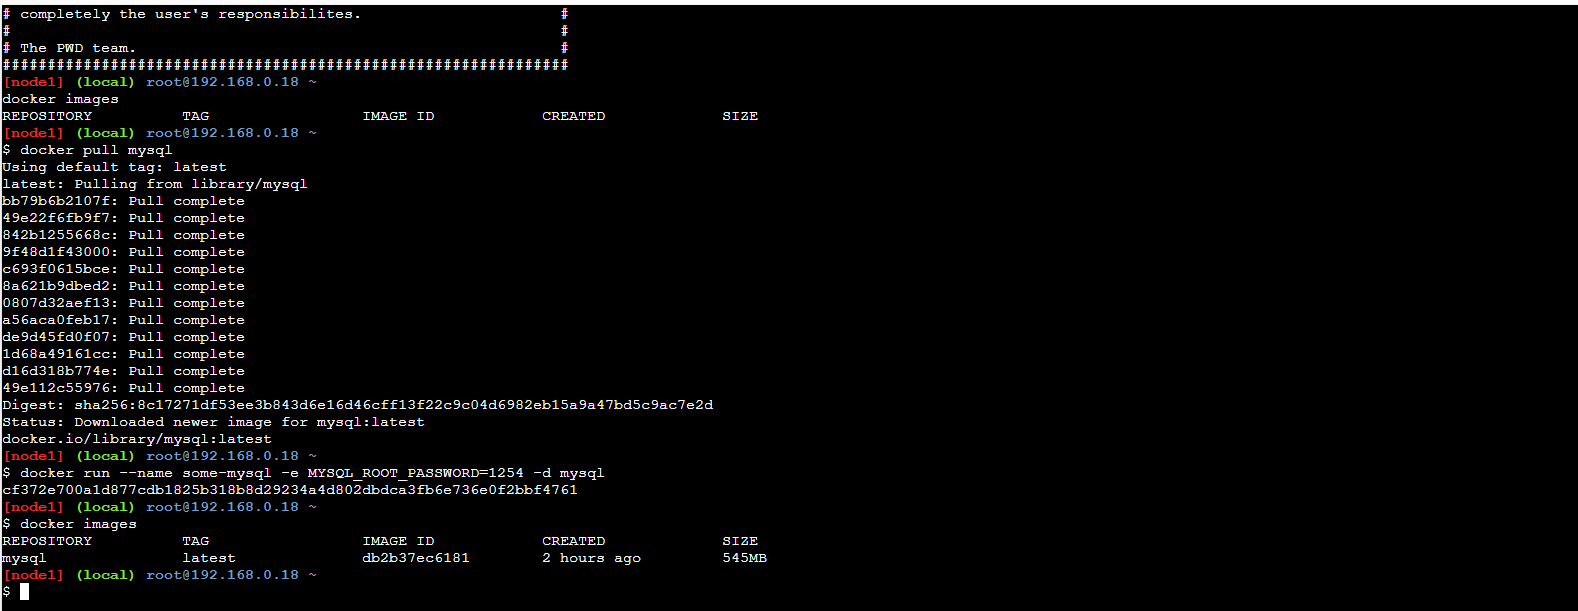 # completely the user's responsibilites. #
# #
# The PWD team. #
###############################################################
[node1] (local) root@192.168.0.18 ~
docker images
REPOSITORY TAG IMAGE ID CREATED SIZE
[node1] (local) root@192.168.0.18 ~
$ docker pull mysql
Using default tag: latest
latest: Pulling from library/mysql
bb79b6b2107f: Pull complete
49e22f6fb9f7: Pull complete
842b1255668c: Pull complete
9f48d1f43000: Pull complete
c693f0615bce: Pull complete
8a621b9dbed2: Pull complete
0807d32aef13: Pull complete
a56aca0feb17: Pull complete
de9d45fd0f07: Pull complete
1d68a49161cc: Pull complete
d16d318b774e: Pull complete
49e112c55976: Pull complete
Digest: sha256:8c17271df53ee3b843d6e16d46cff13f22c9c04d6982eb15a9a47bd5c9ac7e2d
Status: Downloaded newer image for mysql:latest
docker.io/library/mysql:latest
[node1] (local) root@192.168.0.18 ~
$ docker run --name some-mysql -e MYSQL_ROOT_PASSWORD=1254 -d mysql
cf372e700a1d877cdb1825b318b8d29234a4d802dbdca3fb6e736e0f2bbf4761
[node1] (local) root@192.168.0.18 ~
$ docker images
REPOSITORY TAG IMAGE ID CREATED SIZE
mysql latest db2b37ec6181 2 hours ago 545MB
[node1] (local) root@192.168.0.18 ~
$